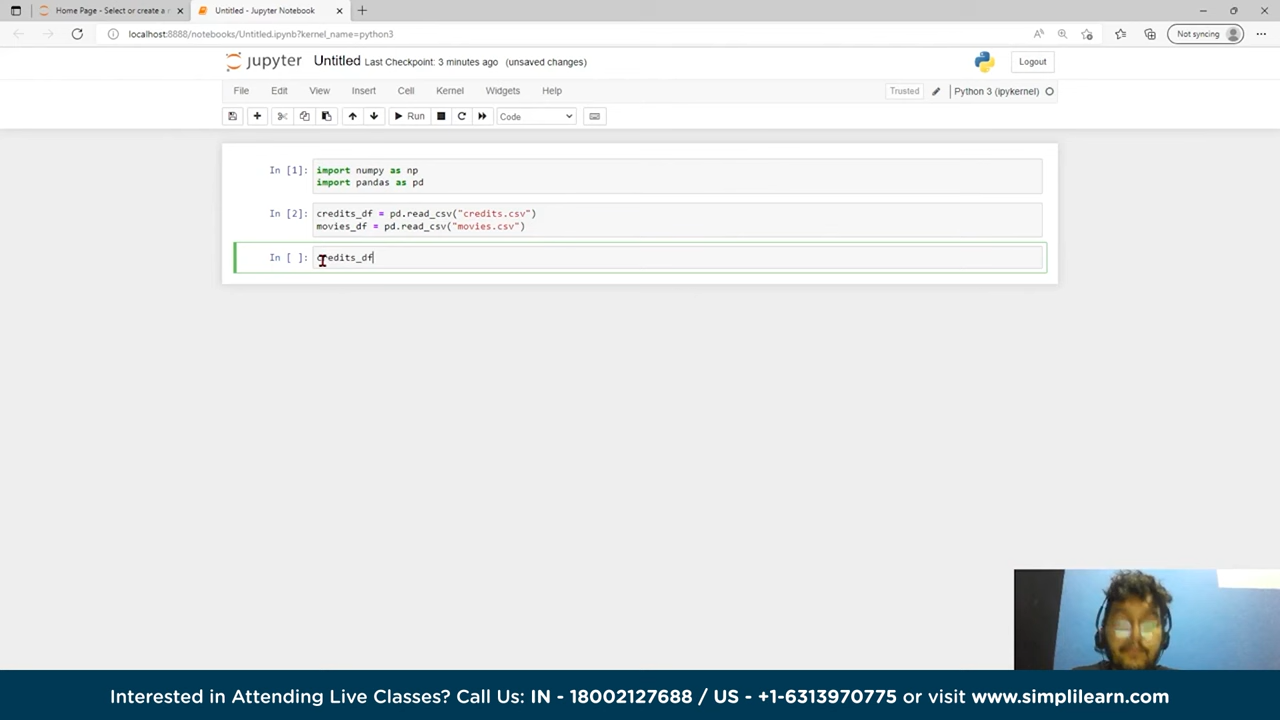 Home Page - Select or create a n
Untitled - Jupyter Notebook
localhost:8888/notebooks/Untitled.ipynb?kernel_name=python3
Not syncing
jupyter Untitled Last Checkpoint: 3 minutes ago (unsaved changes)
Logout
File Edit View Insert Cell Kernel Widgets Help
Trusted
Python 3 (ipykernel)
Run
Code
In [1]: import numpy as np
import pandas as pd
In [2]: credits_df = pd.read_csv("credits.csv")
movies_df = pd.read_csv("movies.csv")
In [ ]: credits_df
Interested in Attending Live Classes? Call Us: IN - 18002127688 / US - +1-6313970775 or visit www.simplilearn.com